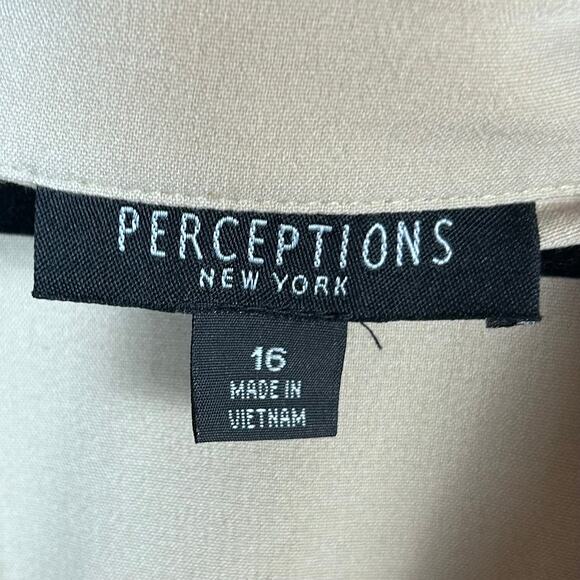 PERCEPTIONS
NEW YORK
16
MADE IN
VIETNAM